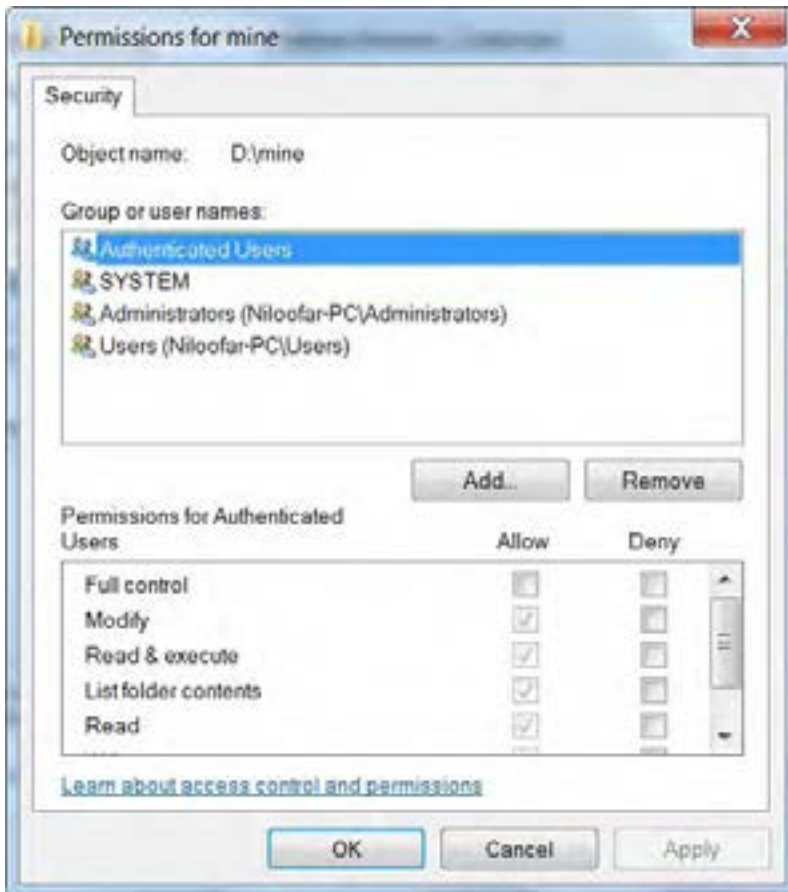 Permissions for mine
Security
Object name: D:\mine
Group or user names:
Authenticated Users
SYSTEM
Administrators (Niloofar-PC\Administrators)
Users (Niloofar-PC\Users)
Add...
Remove
Permissions for Authenticated
Users
Allow
Deny
Full control
Modify
Read & execute
List folder contents
Read
Learn about access control and permissions
OK
Cancel
Apply